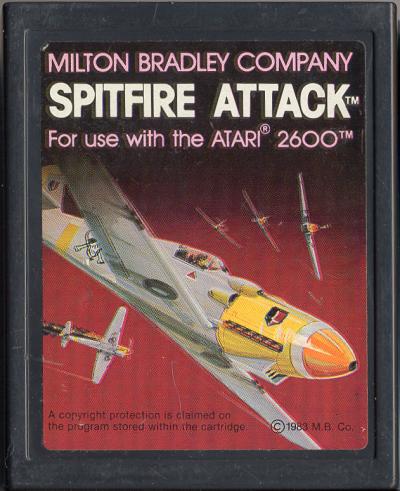 MILTON BRADLEY COMPANY
SPITFIRE ATTACK™
For use with the ATARI® 2600™
A copyright protection is claimed on
the program stored within the cartridge.
©1983 M.B. Co.